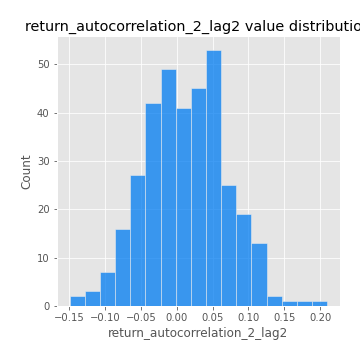 return_autocorrelation_2_lag2 value distributio
50
40
30
20
10
0
Count
−0.15 −0.10 −0.05 0.00 0.05 0.10 0.15 0.20
return_autocorrelation_2_lag2